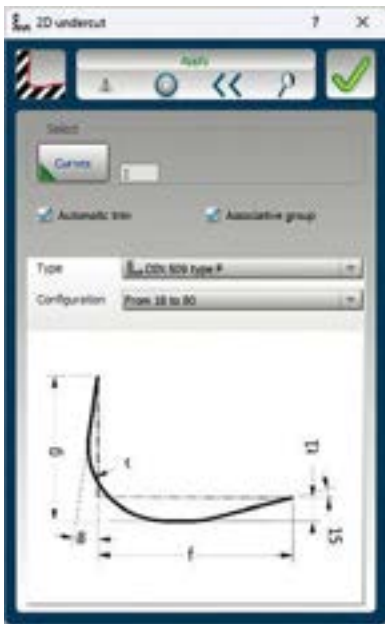 2D undercut ? ×
Apply
Select
Curves
Automatic trim
Associative group
Type
DIN 509 type F
Configuration
From 18 to 80
g
r
t1
8
f
15